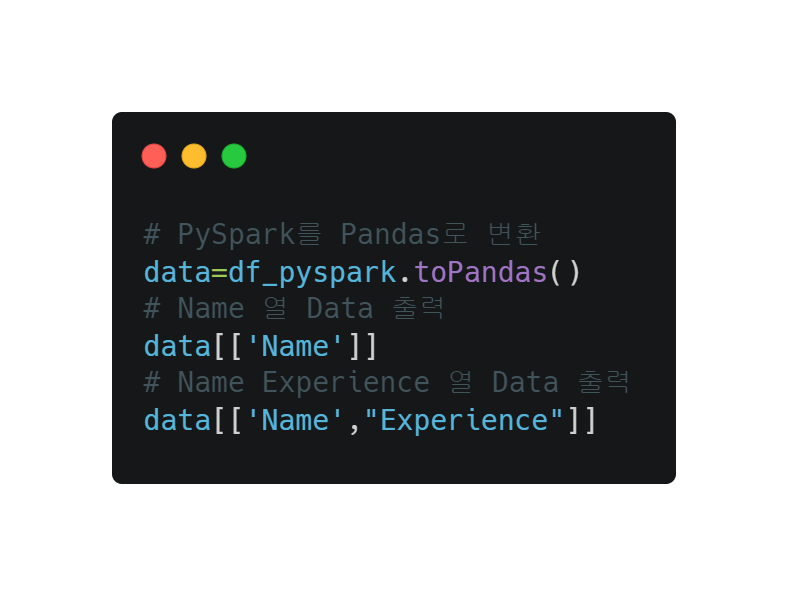 # PySpark를 Pandas로 변환
data=df_pyspark.toPandas()
# Name 열 Data 출력
data[['Name']]
# Name Experience 열 Data 출력
data[['Name',"Experience"]]